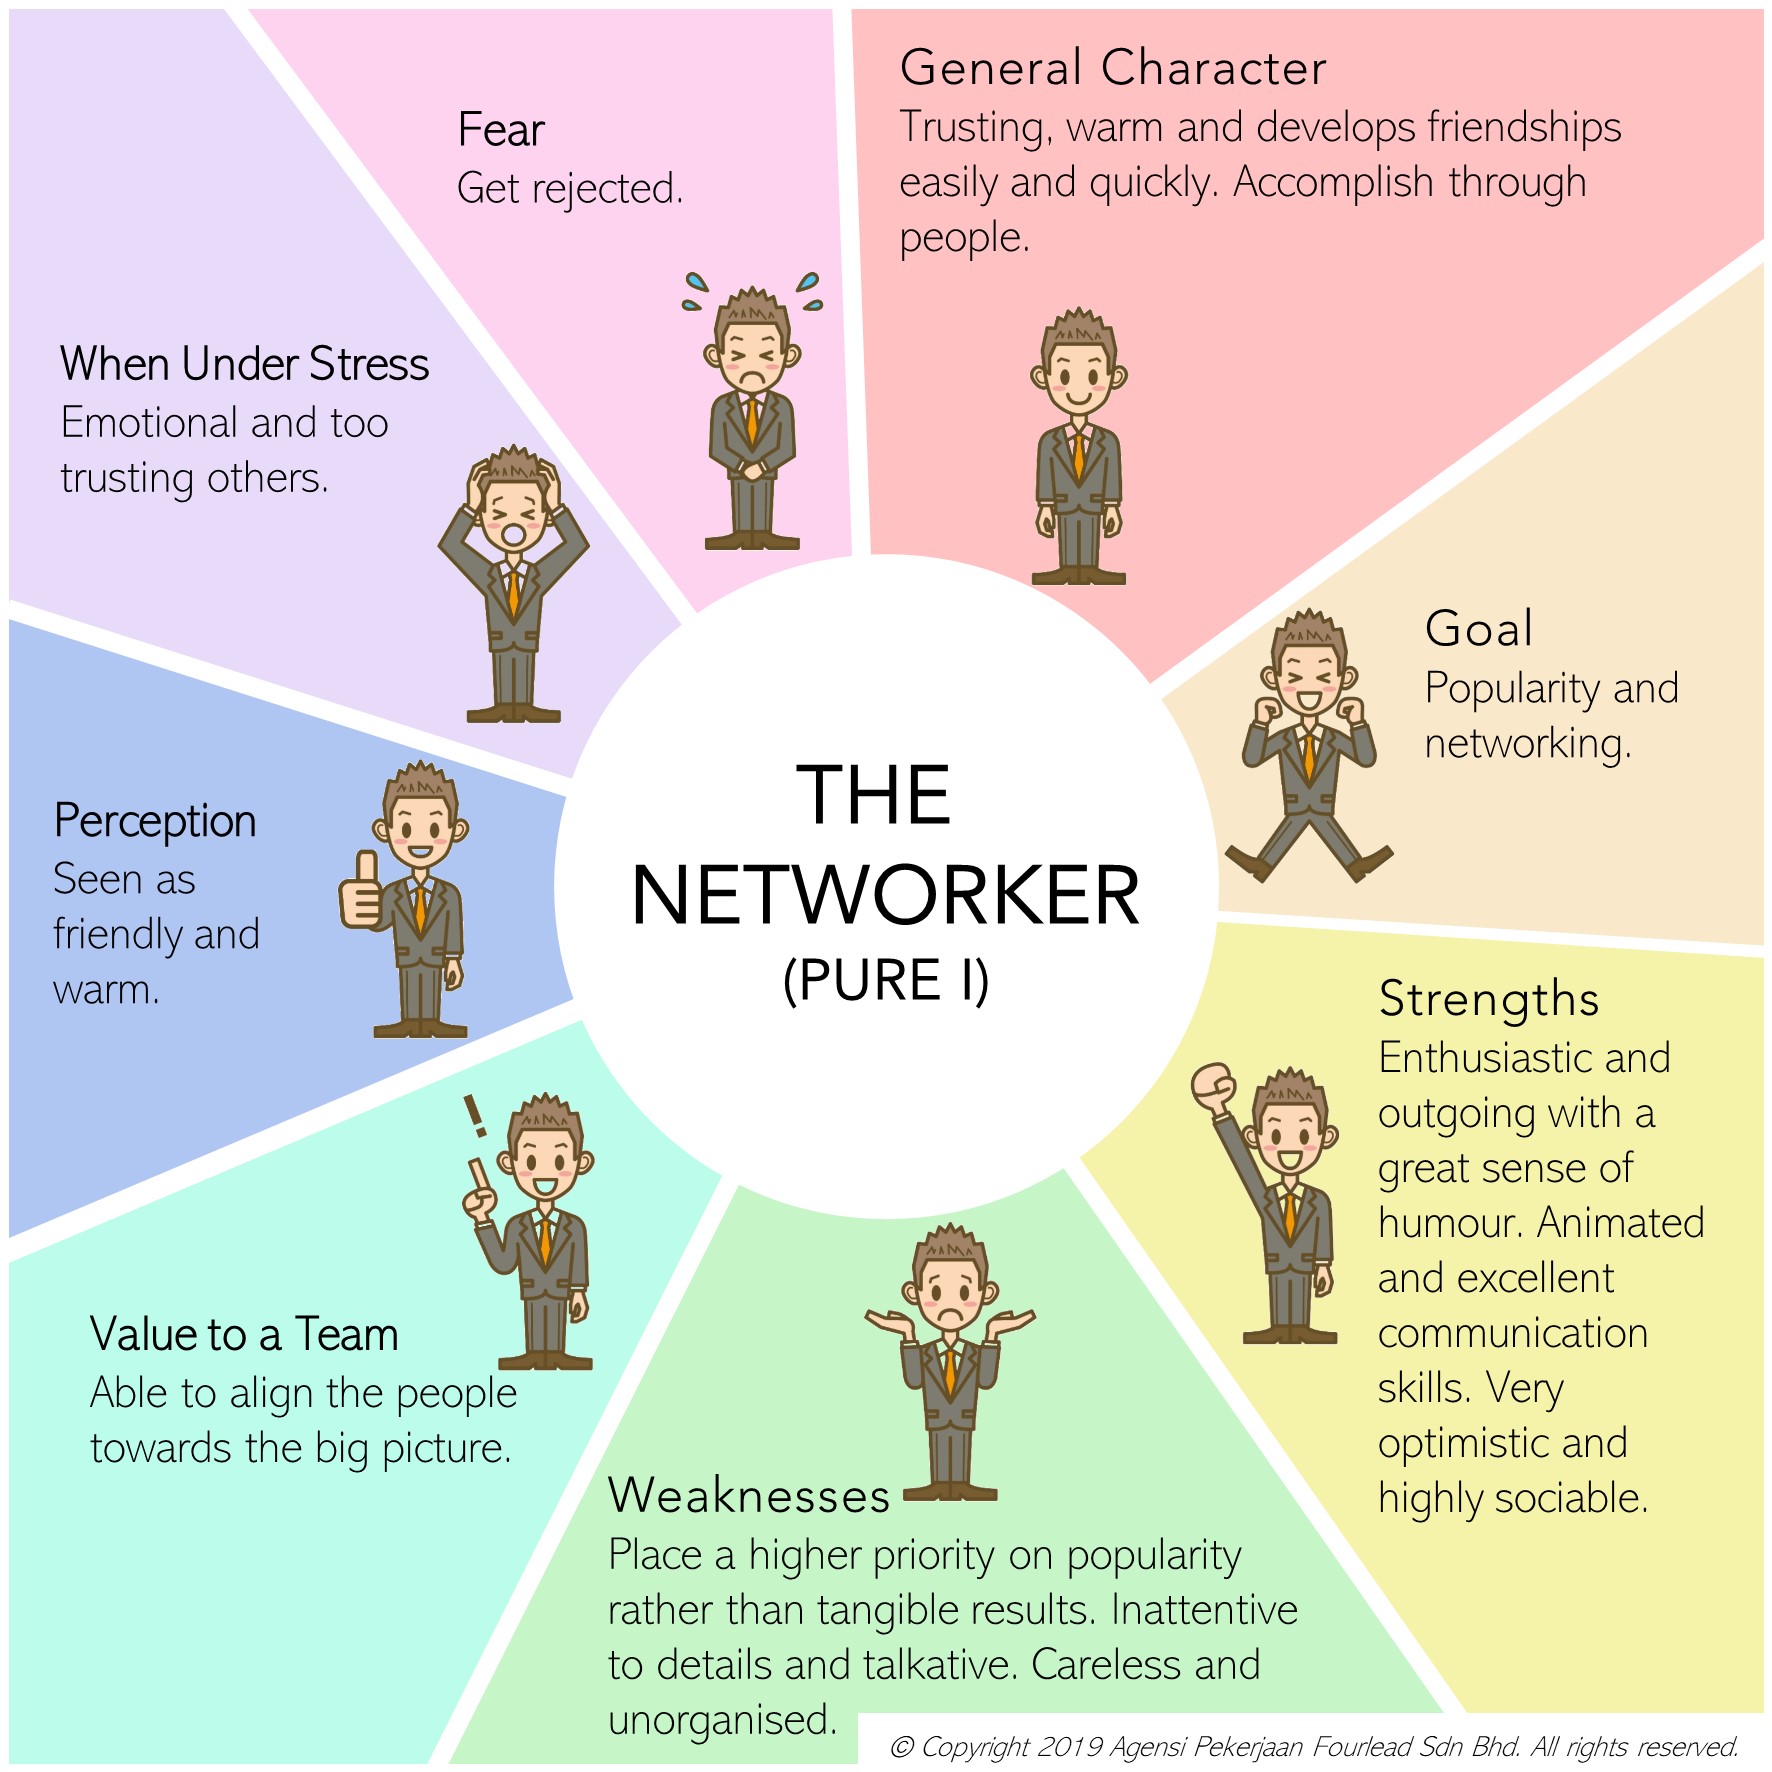 General Character
Trusting, warm and develops friendships
easily and quickly. Accomplish through
people.
Goal
Popularity and
networking.
Strengths
Enthusiastic and
outgoing with a
great sense of
humour. Animated
and excellent
communication
skills. Very
optimistic and
highly sociable.
Weaknesses
Place a higher priority on popularity
rather than tangible results. Inattentive
to details and talkative. Careless and
unorganised.
Value to a Team
Able to align the people
towards the big picture.
Perception
Seen as
friendly and
warm.
When Under Stress
Emotional and too
trusting others.
Fear
Get rejected.
THE
NETWORKER
(PURE I)
!
© Copyright 2019 Agensi Pekerjaan Fourlead Sdn Bhd. All rights reserved.